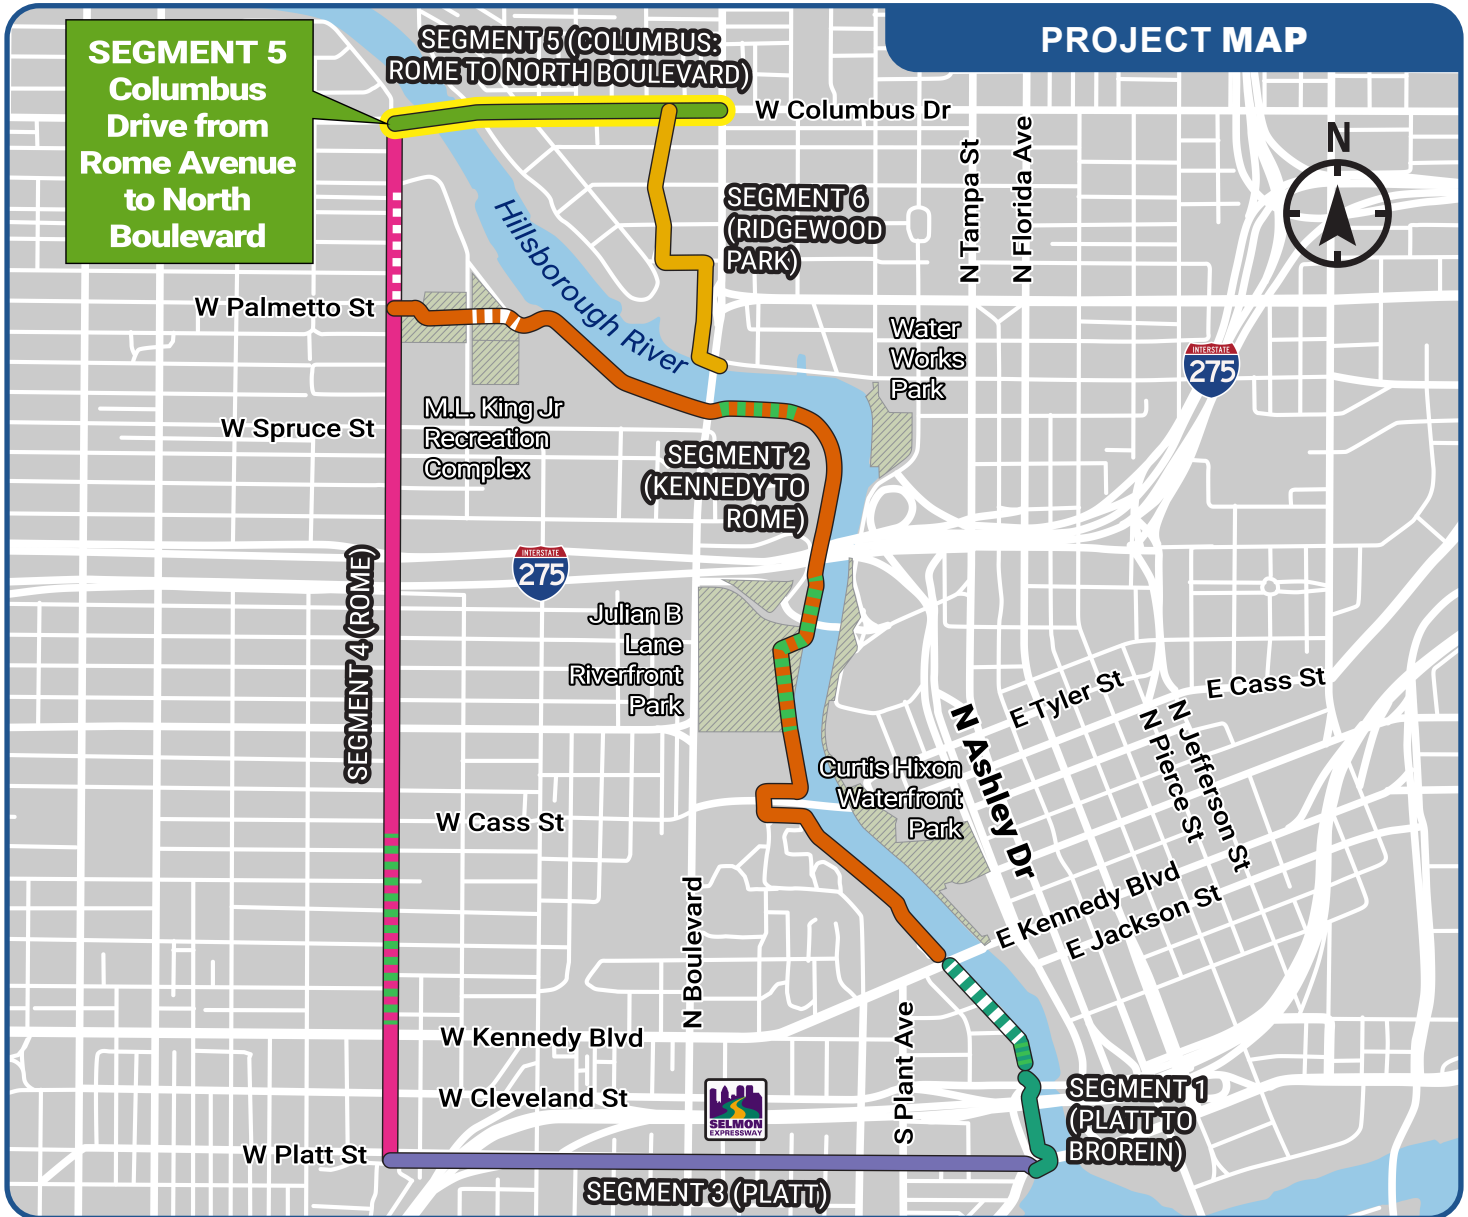 PROJECT MAP
SEGMENT 5
Columbus
Drive from
Rome Avenue
to North
Boulevard
SEGMENT 5 (COLUMBUS:
ROME TO NORTH BOULEVARD)
W Columbus Dr
N
N Tampa St
N Florida Ave
SEGMENT 6
(RIDGEWOOD
PARK)
Hillsborough River
W Palmetto St
Water
Works
Park
INTERSTATE
275
M.L. King Jr
Recreation
Complex
W Spruce St
SEGMENT 2
(KENNEDY TO
ROME)
INTERSTATE
275
SEGMENT 4 (ROME)
Julian B
Lane
Riverfront
Park
E Tyler St
E Cass St
N Ashley Dr
N Pierce St
N Jefferson St
Curtis Hixon
Waterfront
Park
W Cass St
N Boulevard
E Kennedy Blvd
E Jackson St
W Kennedy Blvd
S Plant Ave
W Cleveland St
SELMON
EXPRESSWAY
SEGMENT 1
(PLATT TO
BROREIN)
W Platt St
SEGMENT 3 (PLATT)